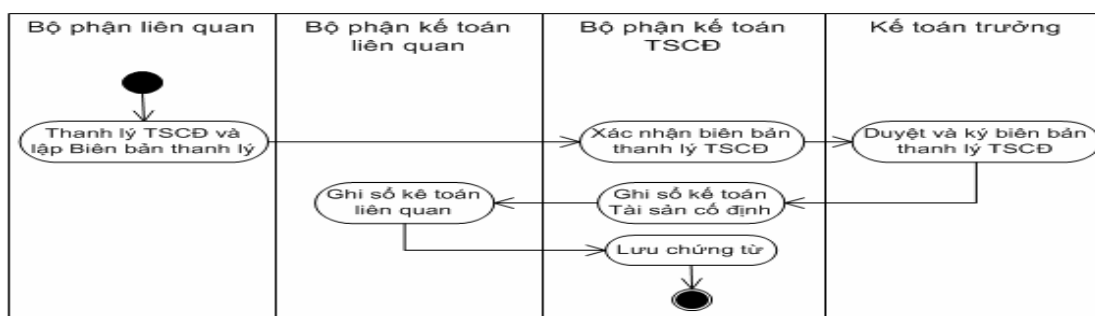 Bộ phận liên quan
Bộ phận kế toán
liên quan
Bộ phận kế toán
TSCĐ
Kế toán trưởng
Thanh lý TSCĐ và
lập Biên bản thanh lý
Xác nhận biên bản
thanh lý TSCĐ
Duyệt và ký biên bản
thanh lý TSCĐ
Ghi sổ kê toán
liên quan
Ghi sổ kế toán
Tài sản cố định
Lưu chứng từ